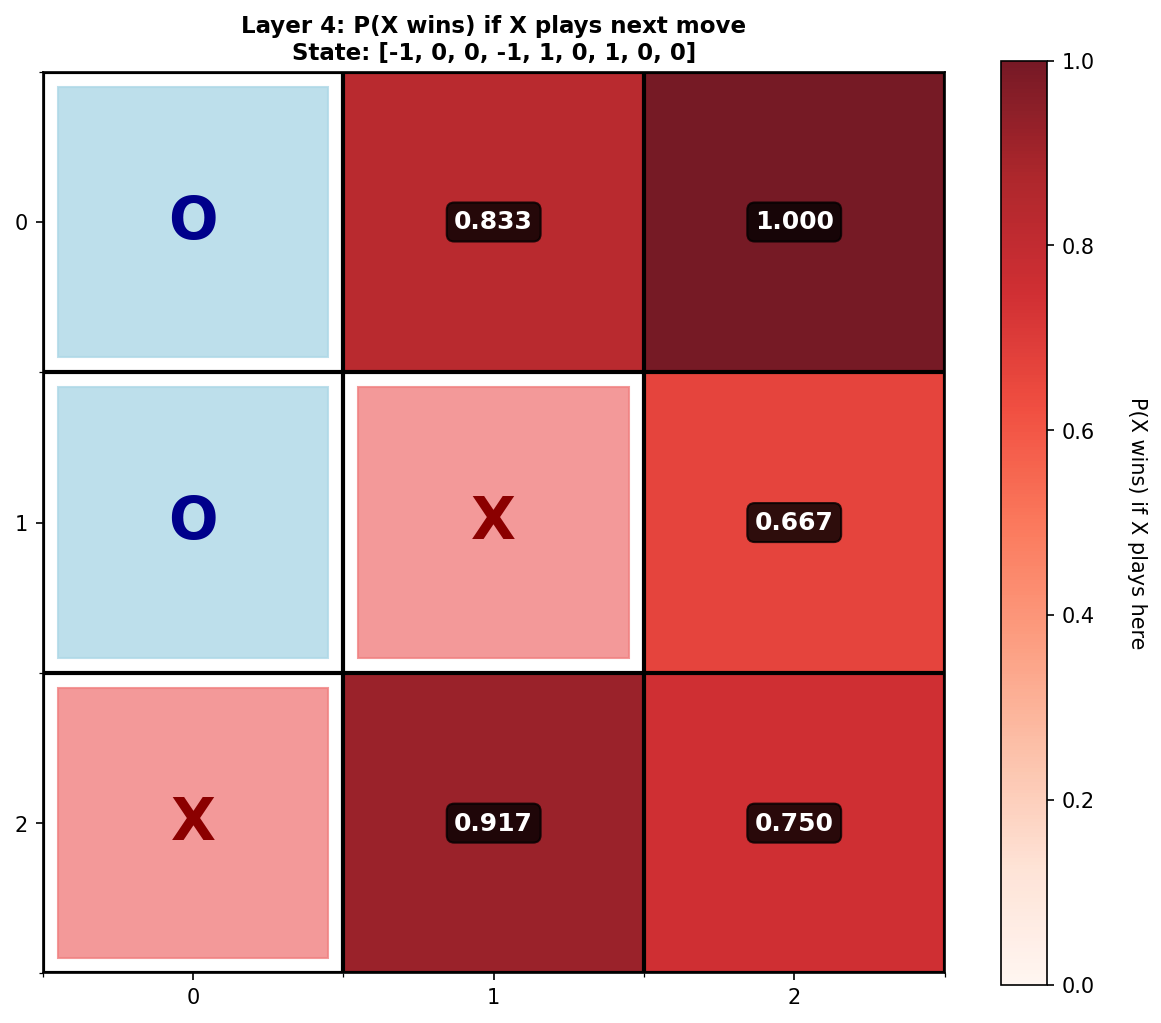 Layer 4: P(X wins) if X plays next move
State: [-1, 0, 0, -1, 1, 0, 1, 0, 0]
0
O
0.833
1.000
1
O
X
0.667
2
X
0.917
0.750
0
1
2
1.0
0.8
0.6
0.4
0.2
0.0
P(X wins) if X plays here